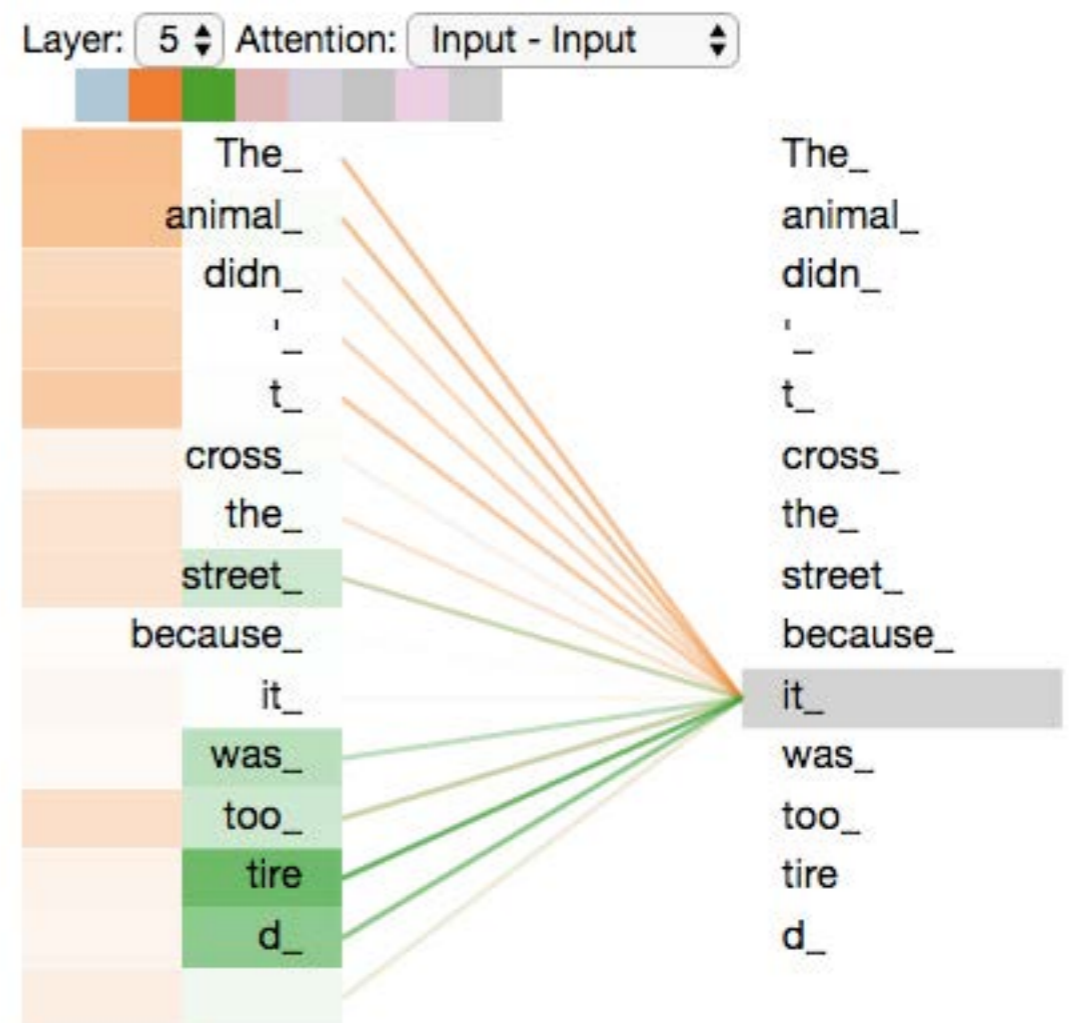 Layer: 5 Attention: Input - Input
The_ The_
animal_ animal_
didn_ didn_
'_ '_
t_ t_
cross_ cross_
the_ the_
street_ street_
because_ because_
it_ it_
was_ was_
too_ too_
tire tire
d_ d_